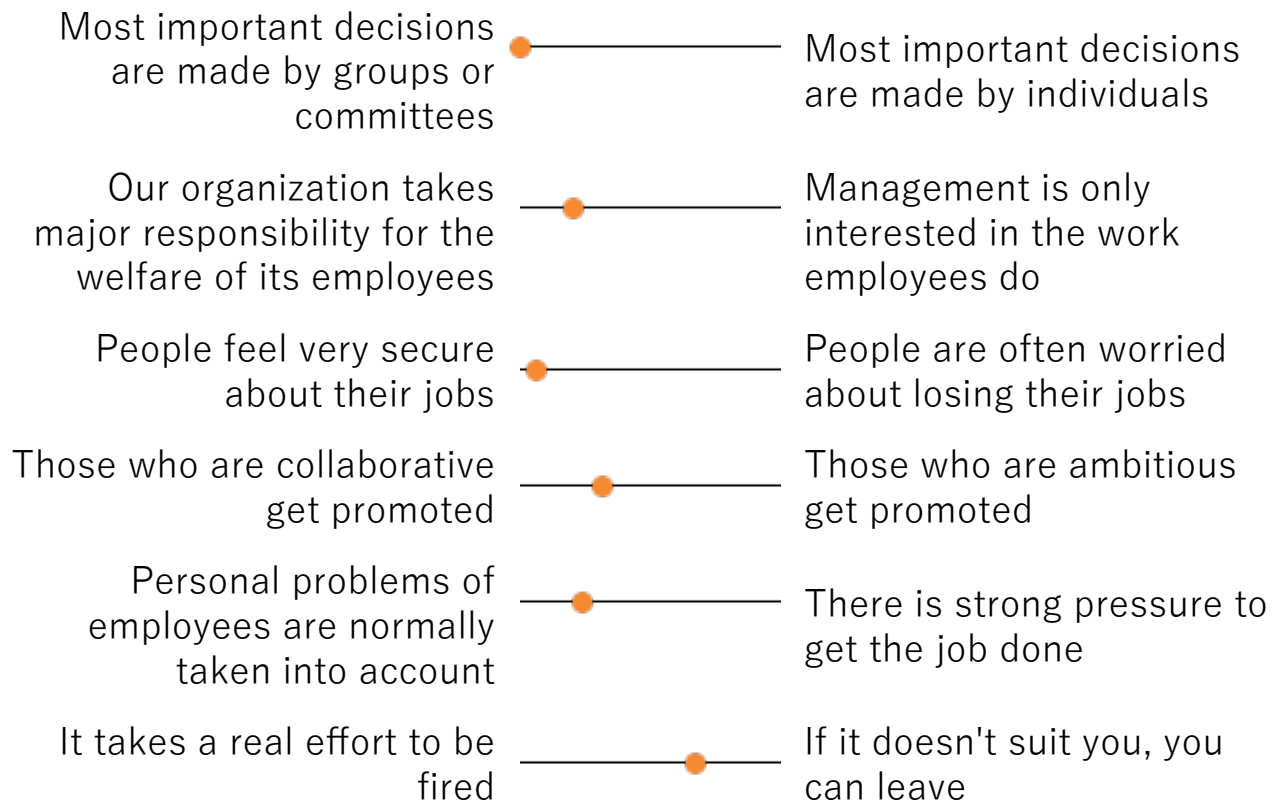 Most important decisions
are made by groups or
committees
Most important decisions
are made by individuals
Our organization takes
major responsibility for the
welfare of its employees
Management is only
interested in the work
employees do
People feel very secure
about their jobs
People are often worried
about losing their jobs
Those who are collaborative
get promoted
Those who are ambitious
get promoted
Personal problems of
employees are normally
taken into account
There is strong pressure to
get the job done
It takes a real effort to be
fired
If it doesn't suit you, you
can leave